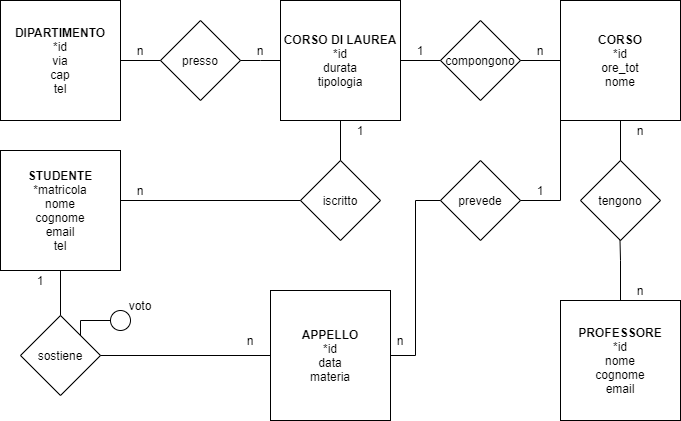 DIPARTIMENTO
*id
via
cap
tel
n
presso
n
CORSO DI LAUREA
*id
durata
tipologia
1
compongono
n
CORSO
*id
ore_tot
nome
1
n
STUDENTE
*matricola
nome
cognome
email
tel
n
iscritto
prevede
1
tengono
1
n
voto
sostiene
n
APPELLO
*id
data
materia
n
PROFESSORE
*id
nome
cognome
email